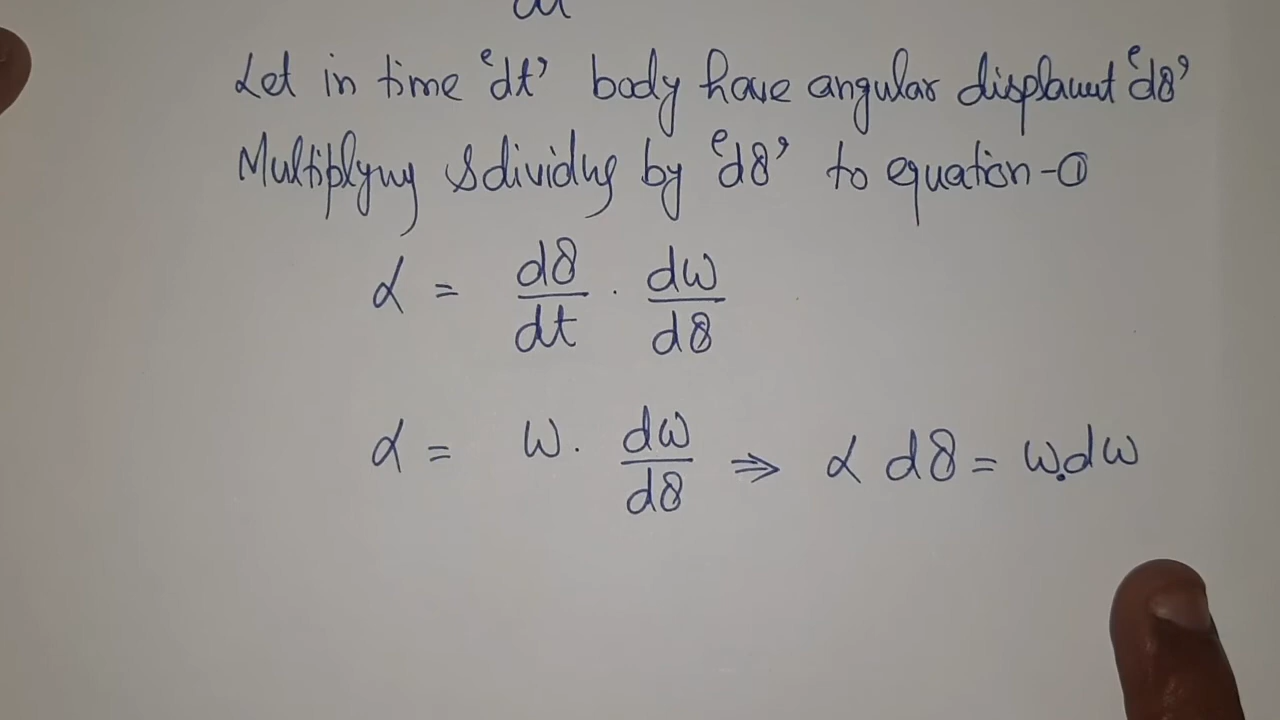 Let in time 'dt' body have angular displacement 'dθ'
Multiplying & dividing by 'dθ' to equation-①
α = dθ/dt · dω/dθ
α = ω · dω/dθ ⇒ α dθ = ω.dω